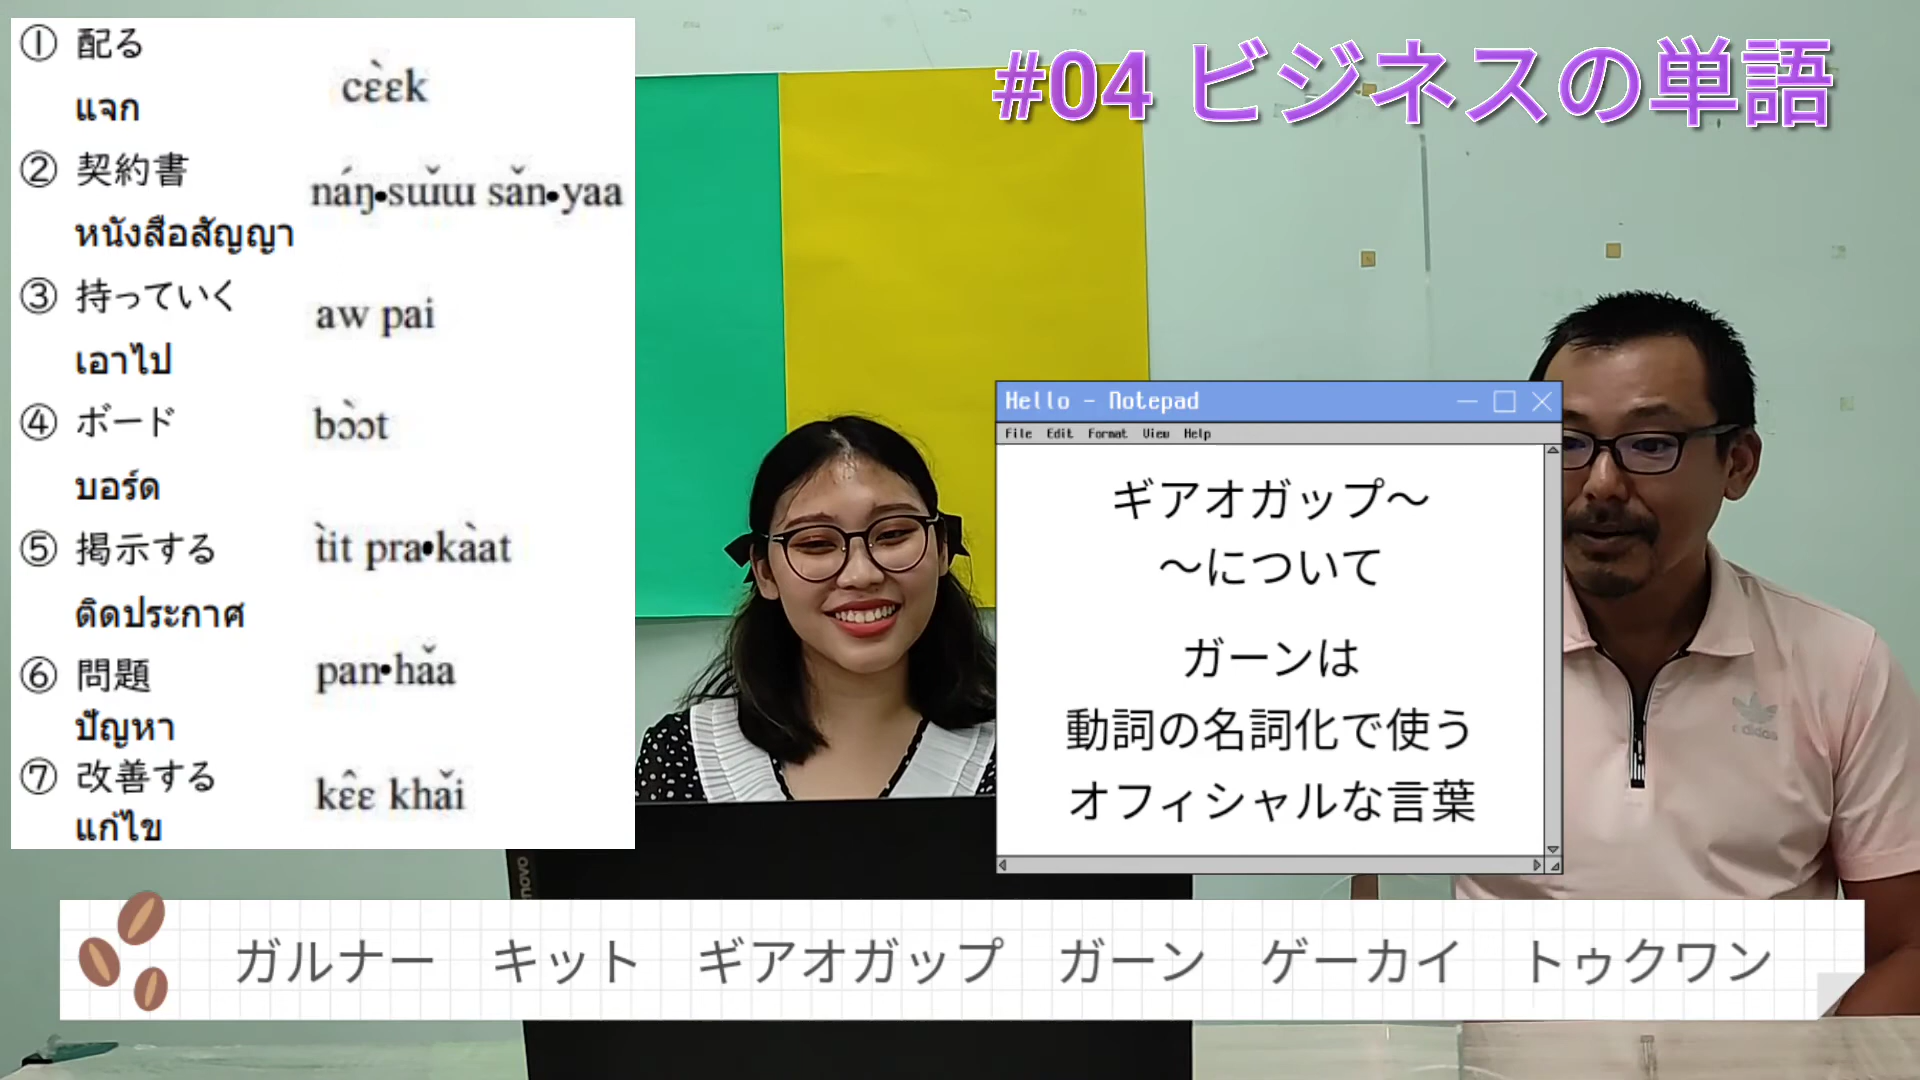 #04 ビジネスの単語
① 配る
cɛ̀ɛk
แจก
② 契約書
náŋ•sɯ̌ɯ sǎn•yaa
หนังสือสัญญา
③ 持っていく
aw pai
เอาไป
④ ボード
bɔ̀ɔt
บอร์ด
⑤ 掲示する
tìt pra•kàat
ติดประกาศ
⑥ 問題
pan•hǎa
ปัญหา
⑦ 改善する
kɛ̂ɛ khǎi
แก้ไข
Hello - Notepad
File Edit Format View Help
ギアオガップ～
～について
ガーンは
動詞の名詞化で使う
オフィシャルな言葉
adidas
novo
ガルナー キット ギアオガップ ガーン ゲーカイ トゥクワン